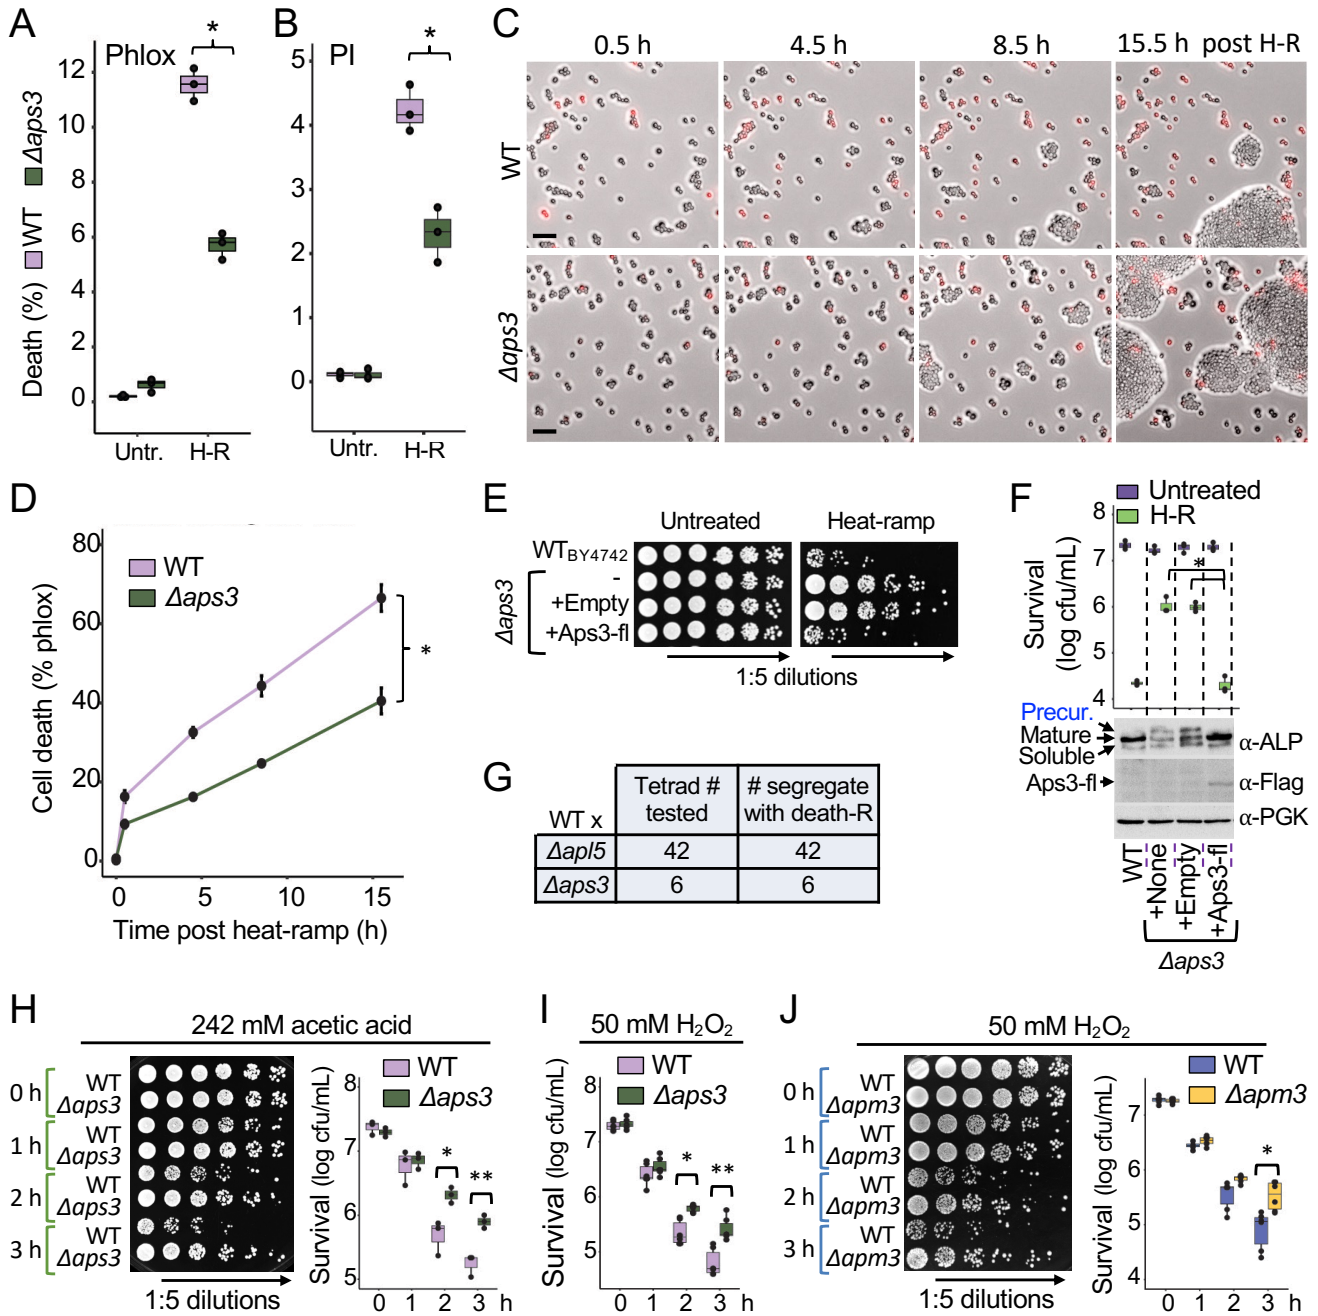 A
Death (%) WT Δaps3
Phlox
*
12
10
8
6
4
2
0
Untr. H-R
B
PI
*
5
4
3
2
1
0
Untr. H-R
C
0.5 h 4.5 h 8.5 h 15.5 h post H-R
WT
Δaps3
D
Cell death (% phlox)
80
60
40
20
0
WT
Δaps3
*
0 5 10 15
Time post heat-ramp (h)
E
Untreated Heat-ramp
WTBY4742
Δaps3
-
+Empty
+Aps3-fl
1:5 dilutions
F
Untreated
H-R
Survival
(log cfu/mL)
8
7
6
5
4
*
Precur.
Mature
Soluble
α-ALP
Aps3-fl
α-Flag
α-PGK
WT
+None
+Empty
+Aps3-fl
Δaps3
G
WT x
Tetrad #
tested
# segregate
with death-R
Δapl5 42 42
Δaps3 6 6
H
242 mM acetic acid
0 h
WT
Δaps3
1 h
WT
Δaps3
2 h
WT
Δaps3
3 h
WT
Δaps3
1:5 dilutions
WT
Δaps3
Survival (log cfu/mL)
8
7
6
5
*
**
0 1 2 3 h
I
50 mM H₂O₂
WT
Δaps3
Survival (log cfu/mL)
8
7
6
5
*
**
0 1 2 3 h
J
50 mM H₂O₂
0 h
WT
Δapm3
1 h
WT
Δapm3
2 h
WT
Δapm3
3 h
WT
Δapm3
1:5 dilutions
WT
Δapm3
Survival (log cfu/mL)
7
6
5
4
*
0 1 2 3 h